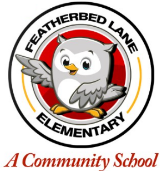 FEATHERBED LANE
ELEMENTARY
A Community School